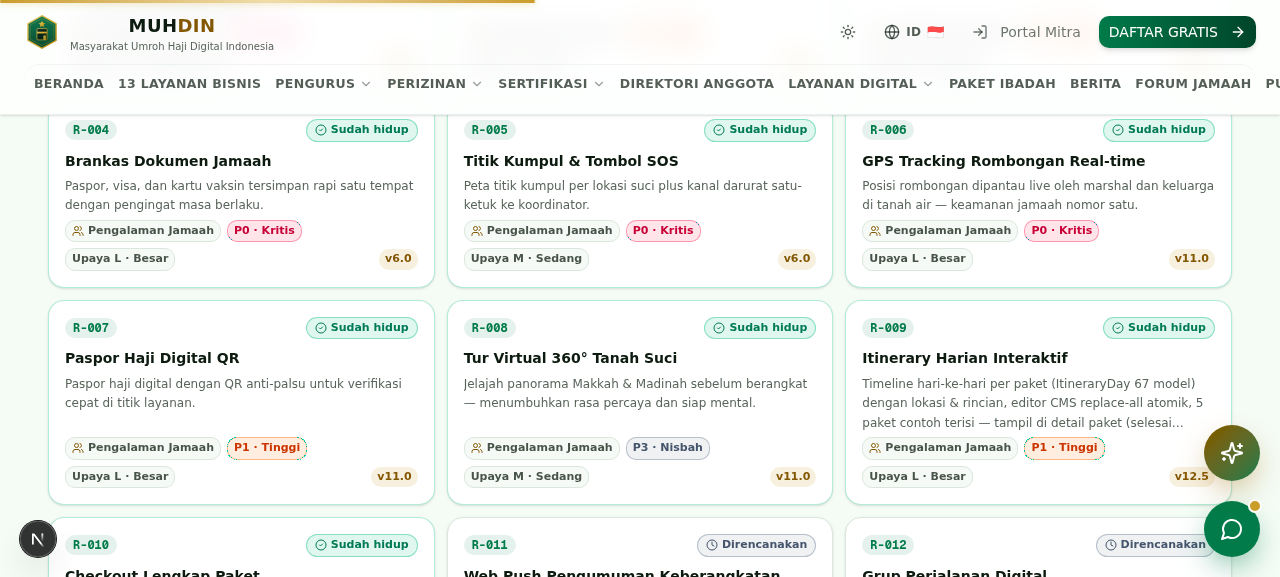 MUHDIN
Masyarakat Umroh Haji Digital Indonesia
ID
Portal Mitra
DAFTAR GRATIS
BERANDA
13 LAYANAN BISNIS
PENGURUS
PERIZINAN
SERTIFIKASI
DIREKTORI ANGGOTA
LAYANAN DIGITAL
PAKET IBADAH
BERITA
FORUM JAMAAH
R-004
Sudah hidup
Brankas Dokumen Jamaah
Paspor, visa, dan kartu vaksin tersimpan rapi satu tempat
dengan pengingat masa berlaku.
Pengalaman Jamaah
P0 · Kritis
Upaya L · Besar
v6.0
R-005
Sudah hidup
Titik Kumpul & Tombol SOS
Peta titik kumpul per lokasi suci plus kanal darurat satu-
ketuk ke koordinator.
Pengalaman Jamaah
P0 · Kritis
Upaya M · Sedang
v6.0
R-006
Sudah hidup
GPS Tracking Rombongan Real-time
Posisi rombongan dipantau live oleh marshal dan keluarga
di tanah air — keamanan jamaah nomor satu.
Pengalaman Jamaah
P0 · Kritis
Upaya L · Besar
v11.0
R-007
Sudah hidup
Paspor Haji Digital QR
Paspor haji digital dengan QR anti-palsu untuk verifikasi
cepat di titik layanan.
Pengalaman Jamaah
P1 · Tinggi
Upaya L · Besar
v11.0
R-008
Sudah hidup
Tur Virtual 360° Tanah Suci
Jelajah panorama Makkah & Madinah sebelum berangkat
— menumbuhkan rasa percaya dan siap mental.
Pengalaman Jamaah
P3 · Nisbah
Upaya M · Sedang
v11.0
R-009
Sudah hidup
Itinerary Harian Interaktif
Timeline hari-ke-hari per paket (ItineraryDay 67 model)
dengan lokasi & rincian, editor CMS replace-all atomik, 5
paket contoh terisi — tampil di detail paket (selesai…
Pengalaman Jamaah
P1 · Tinggi
Upaya L · Besar
v12.5
R-010
Sudah hidup
Checkout Lengkap Paket
R-011
Direncanakan
Web Push Pengumuman Keberangkatan
R-012
Direncanakan
Grup Perjalanan Digital